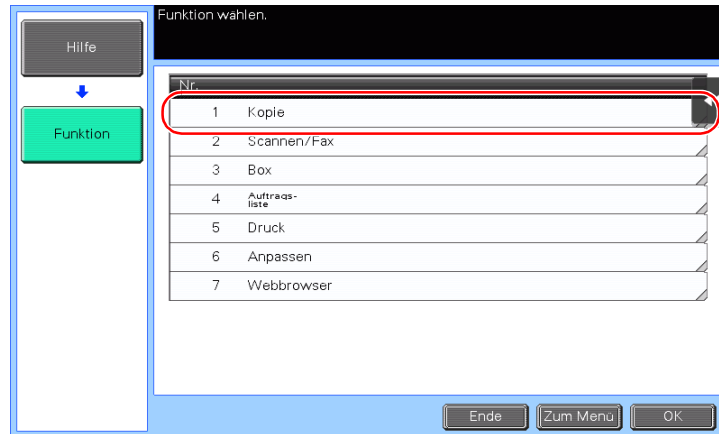 Funktion wählen.
Hilfe
Funktion
Nr.
1 Kopie
2 Scannen/Fax
3 Box
4 Auftrags-
liste
5 Druck
6 Anpassen
7 Webbrowser
Ende Zum Menü OK